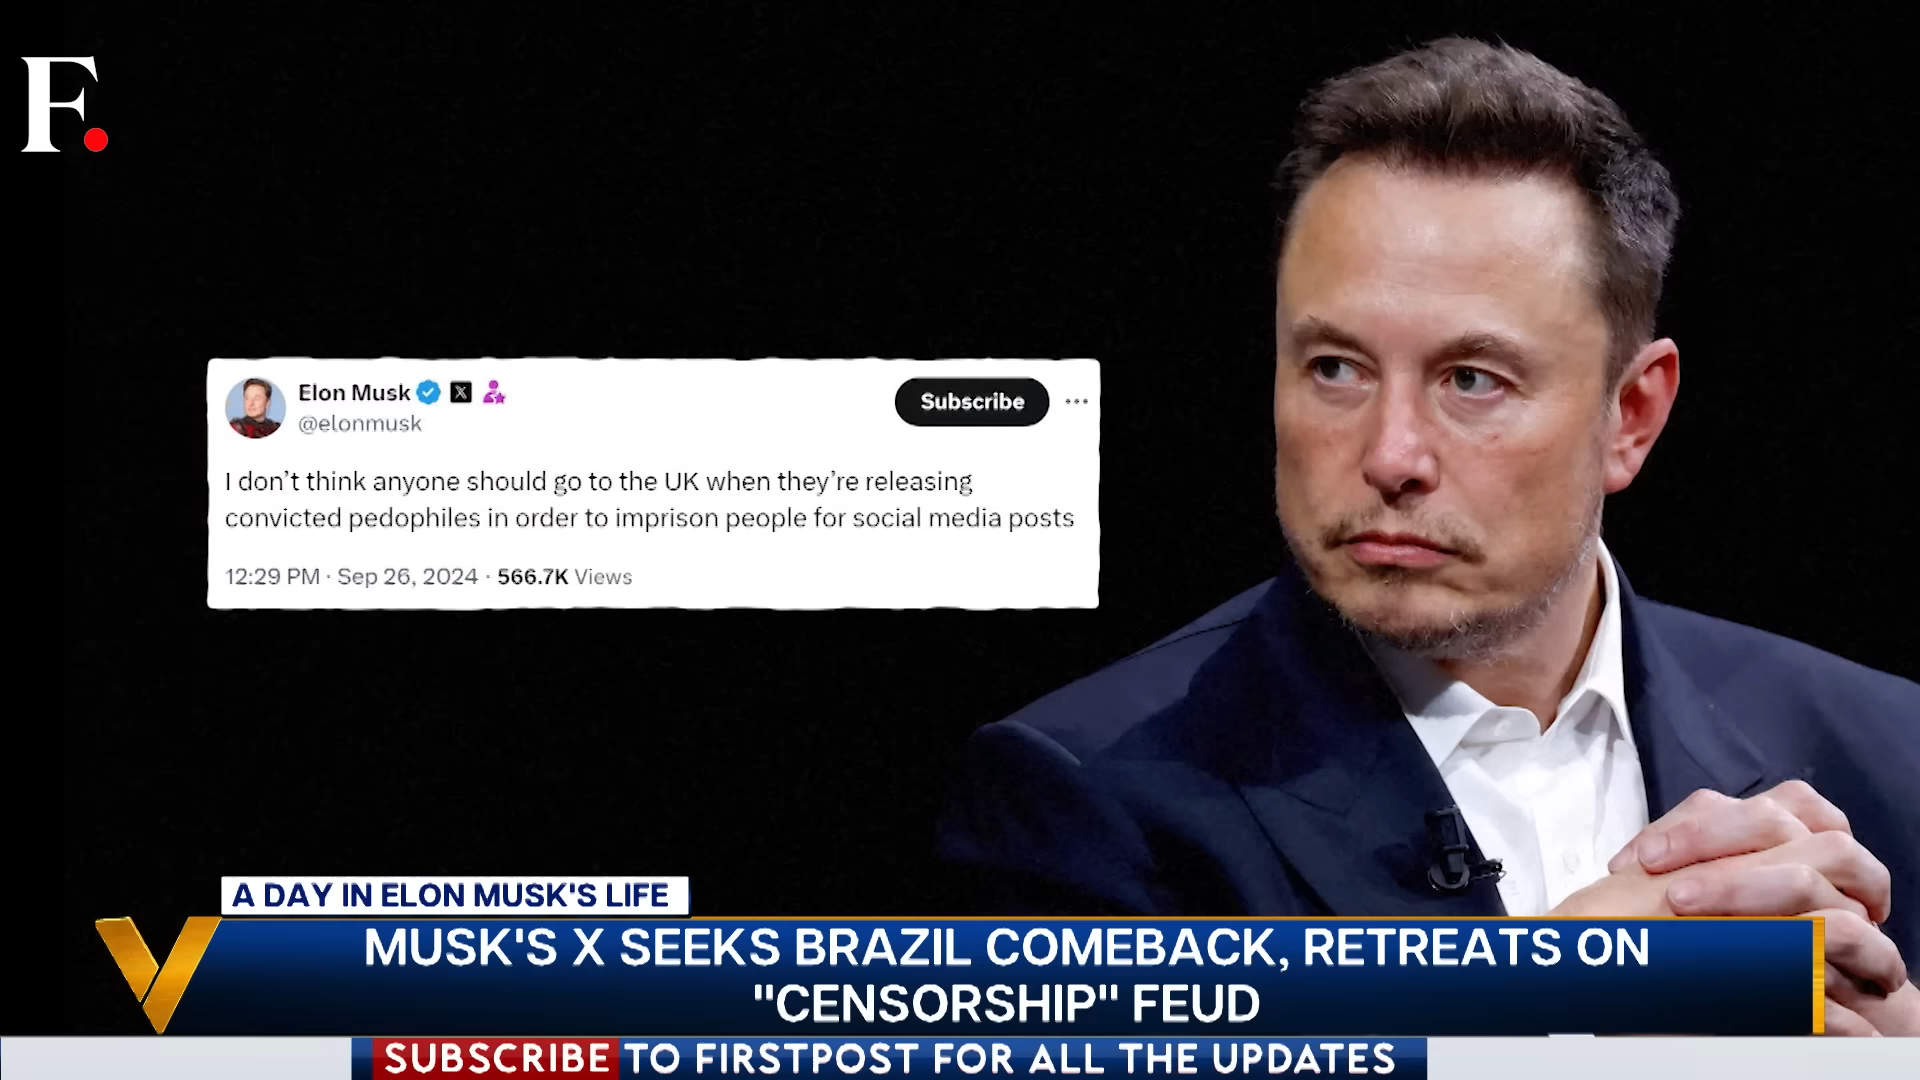 F.
Elon Musk
@elonmusk
Subscribe
I don’t think anyone should go to the UK when they’re releasing
convicted pedophiles in order to imprison people for social media posts
12:29 PM · Sep 26, 2024 · 566.7K Views
A DAY IN ELON MUSK'S LIFE
MUSK'S X SEEKS BRAZIL COMEBACK, RETREATS ON
"CENSORSHIP" FEUD
SUBSCRIBE TO FIRSTPOST FOR ALL THE UPDATES